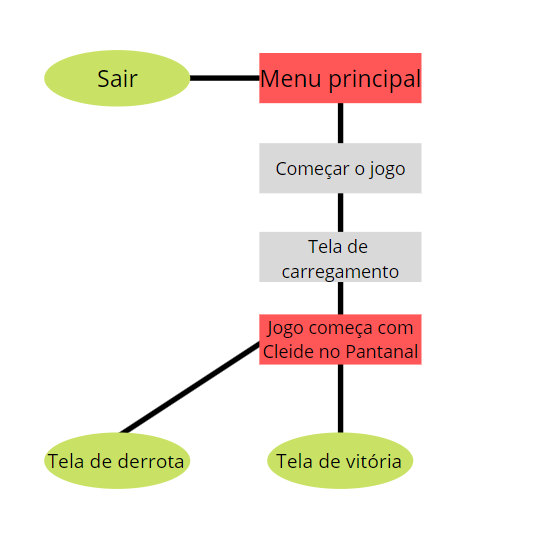 Sair
Menu principal
Começar o jogo
Tela de
carregamento
Jogo começa com
Cleide no Pantanal
Tela de derrota
Tela de vitória